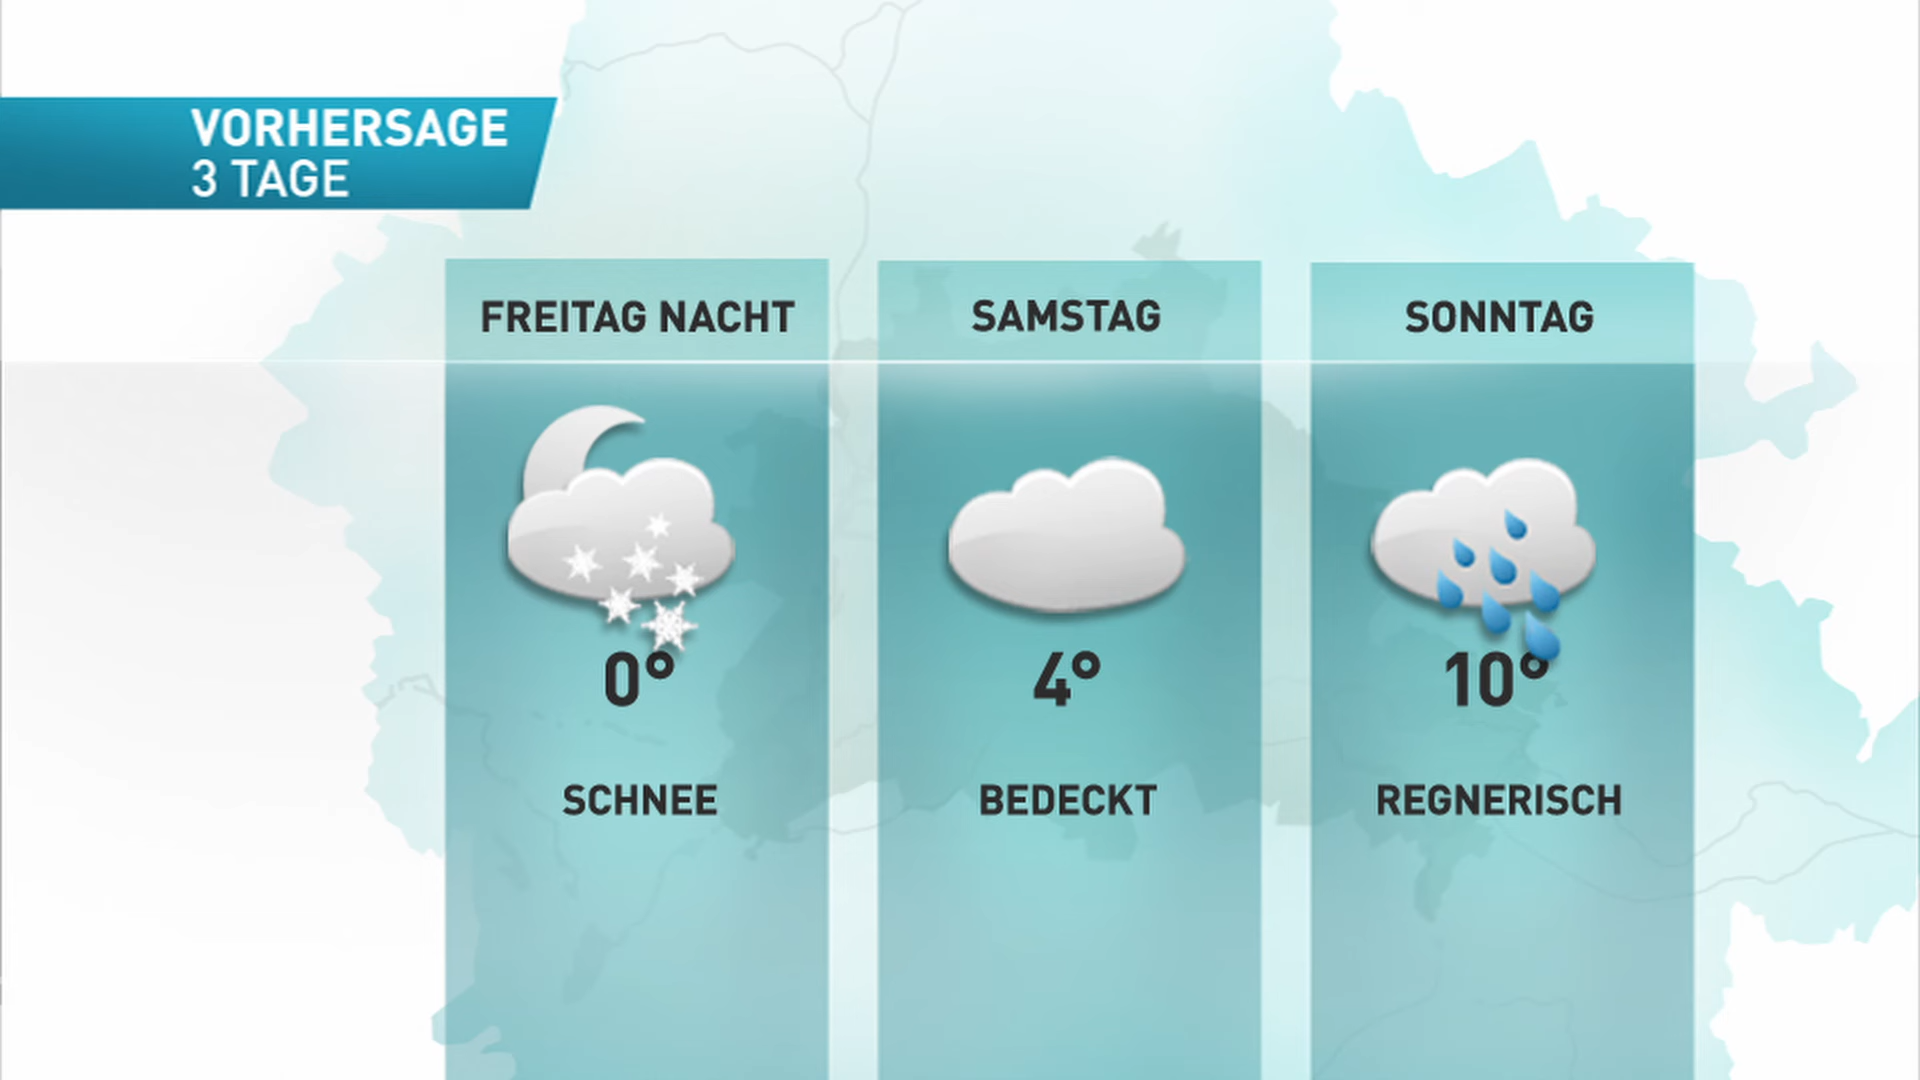 VORHERSAGE
3 TAGE
FREITAG NACHT
SAMSTAG
SONNTAG
0°
4°
10°
SCHNEE
BEDECKT
REGNERISCH